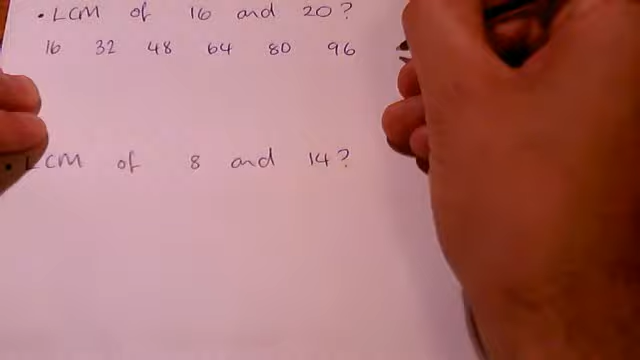 • LCM of 16 and 20?
16 32 48 64 80 96
• LCM of 8 and 14?